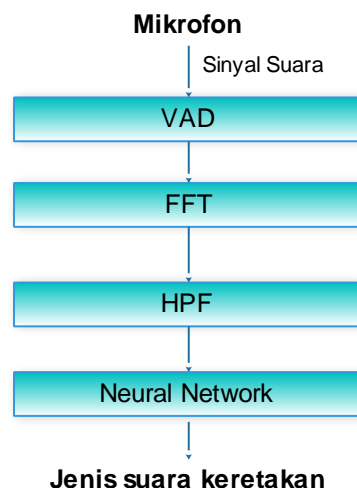 Mikrofon
Sinyal Suara
VAD
FFT
HPF
Neural Network
Jenis suara keretakan